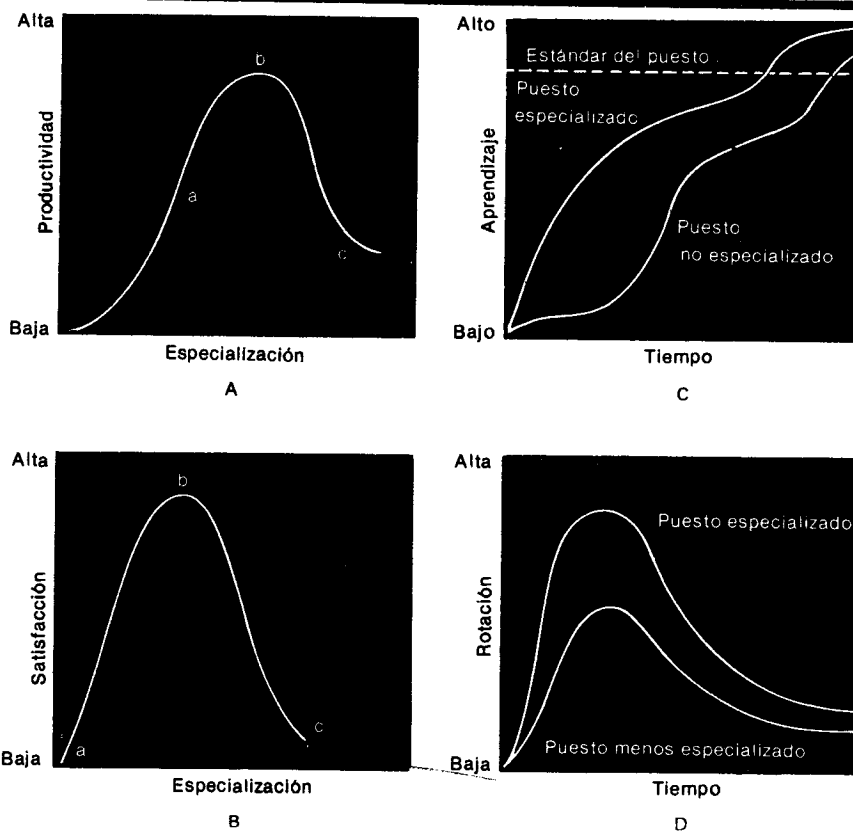 Alta
b
a
c
Productividad
Baja
Especialización
A
Alto
Estándar del puesto
Puesto
especializado
Aprendizaje
Puesto
no especializado
Bajo
Tiempo
C
Alta
b
Satisfacción
c
a
Baja
Especialización
B
Alta
Puesto especializado
Rotación
Puesto menos especializado
Baja
Tiempo
D